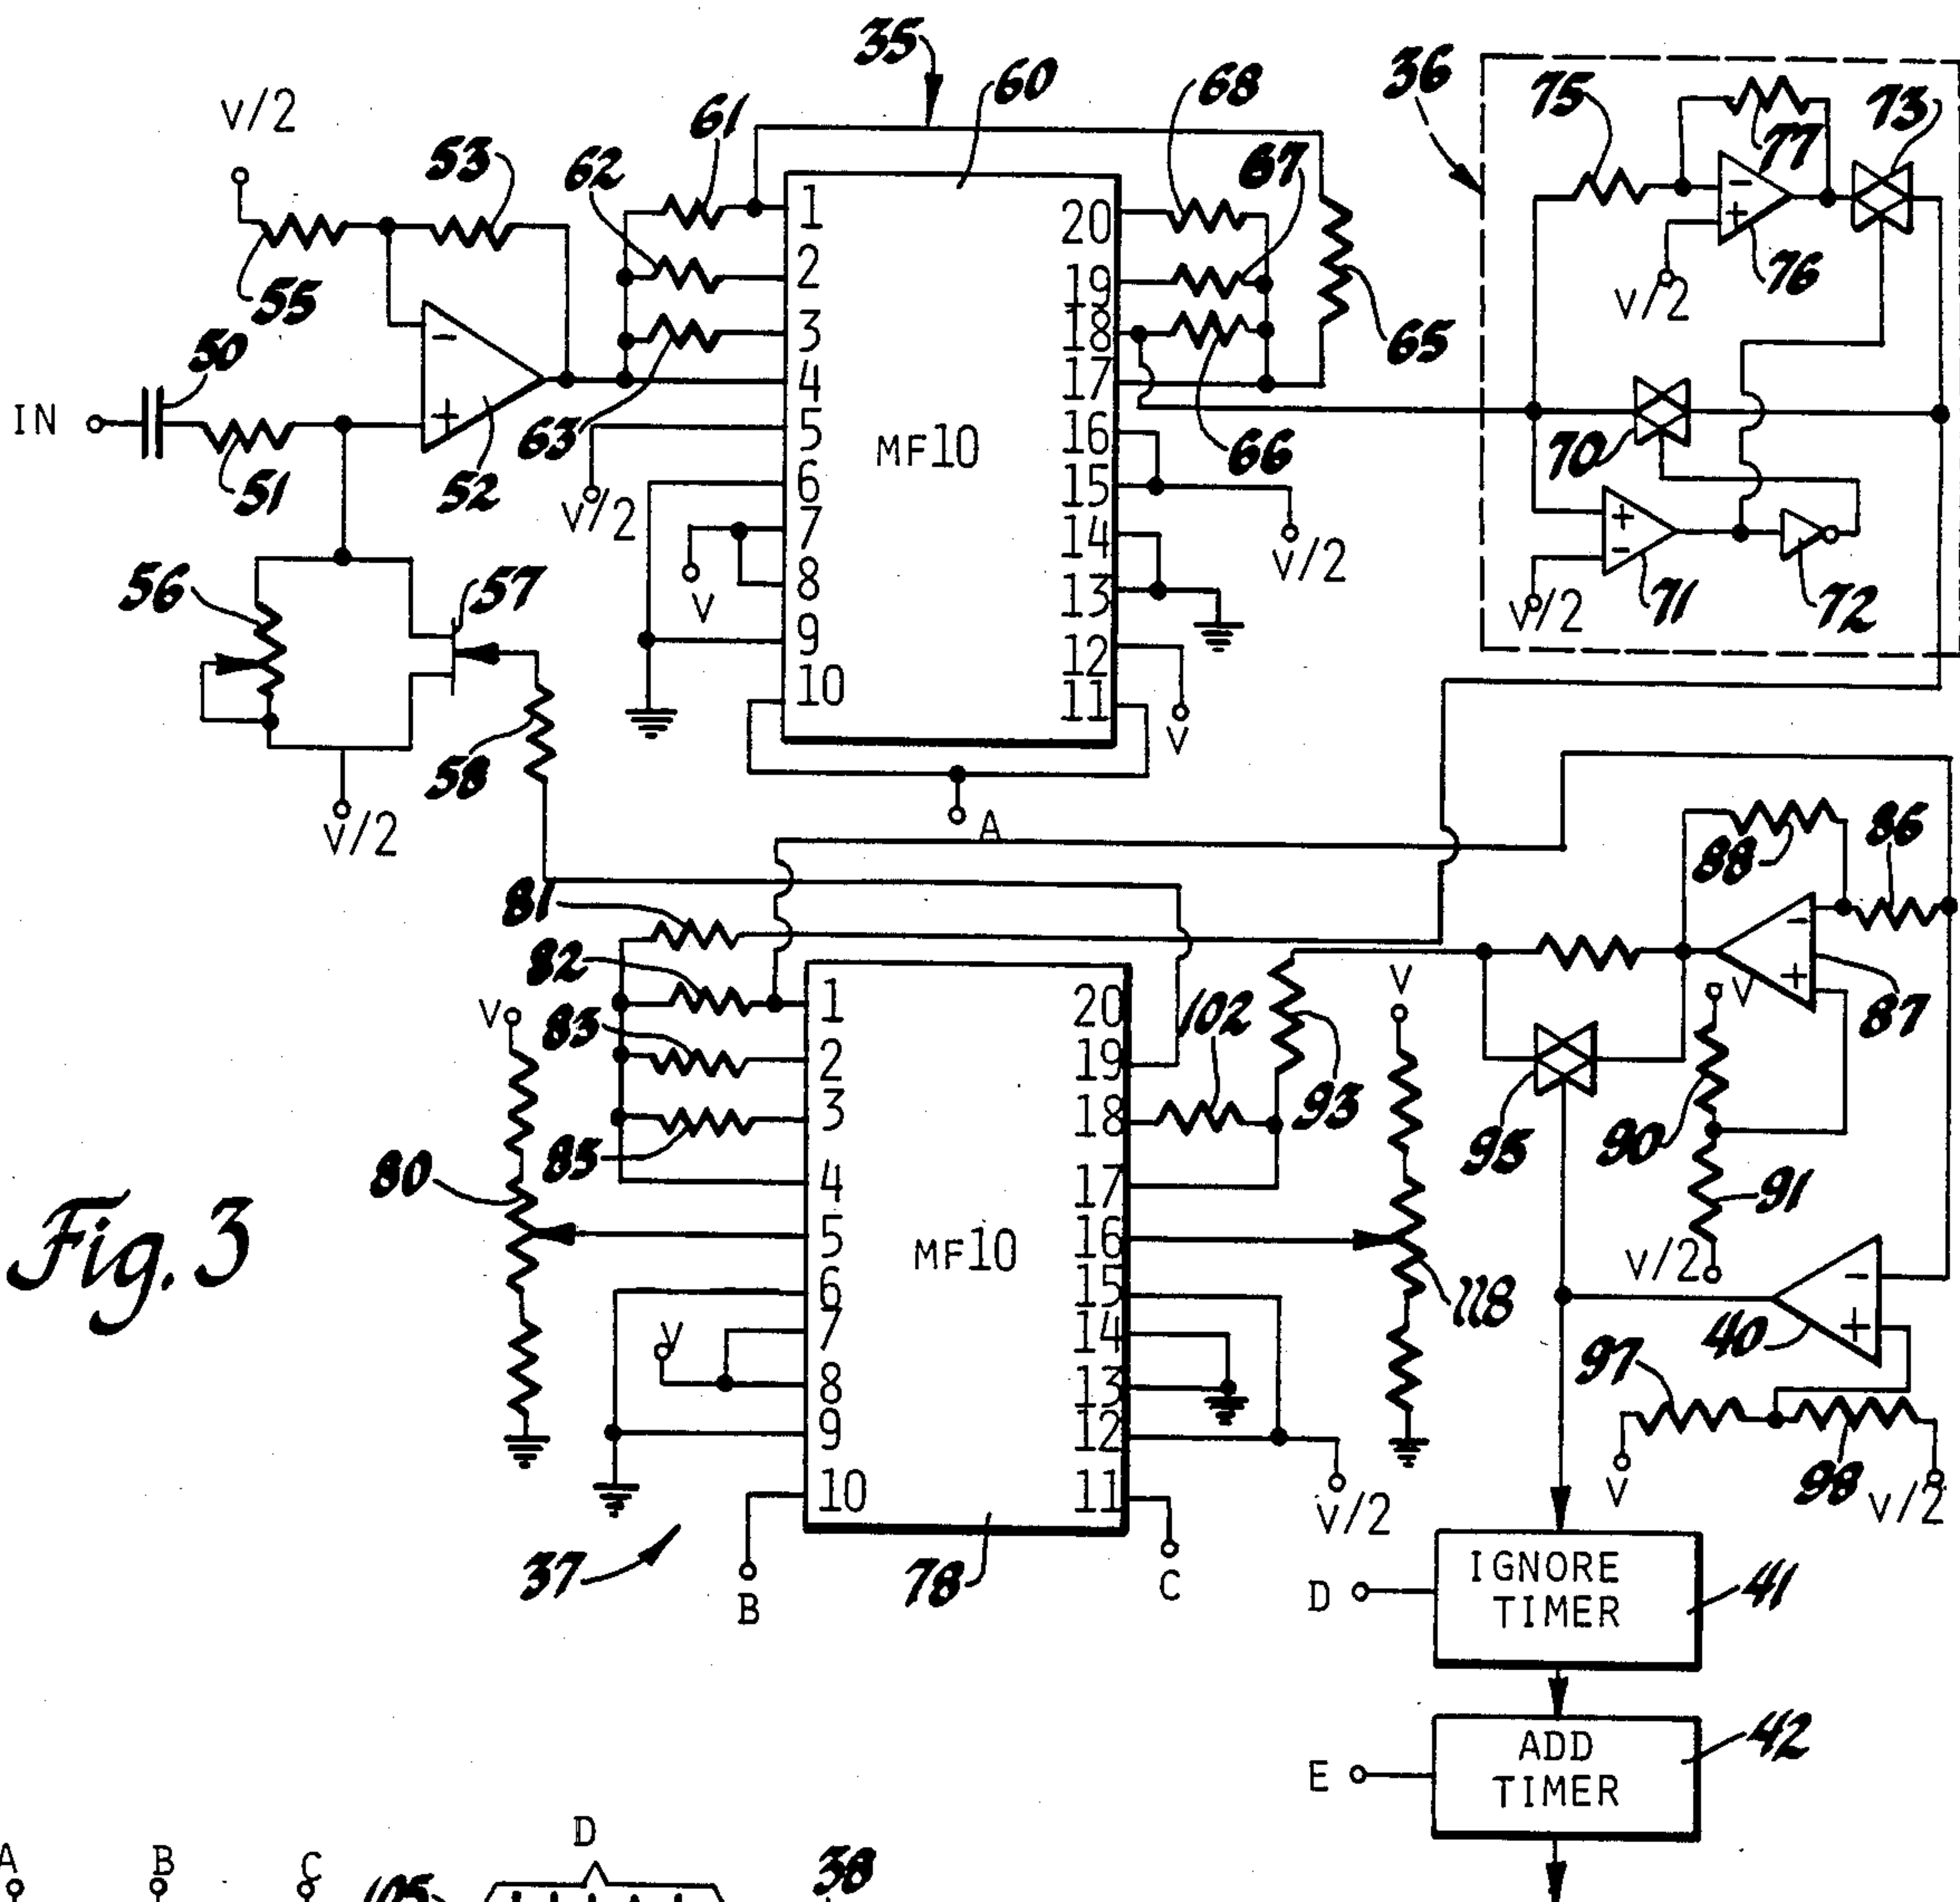 35
60
68
36
75
73
61
V/2
77
53
62
67
1
20
2
19
76
V/2
55
3
18
65
50
4
17
IN
5
16
63
MF10
66
70
51
52
V/2
6
15
7
14
V/2
56
57
8
13
V/2
71
72
V
9
12
10
11
58
V
V/2
A
88
86
81
82
1
20
102
V
V
87
V
83
2
19
93
3
18
95
90
85
80
4
17
91
Fig. 3
5
MF10
16
V/2
6
15
118
V
7
14
40
97
8
13
9
12
98
10
11
V
V/2
V/2
37
78
B
C
IGNORE
D
TIMER
41
ADD
42
E
TIMER
D
A
B
C
105
38